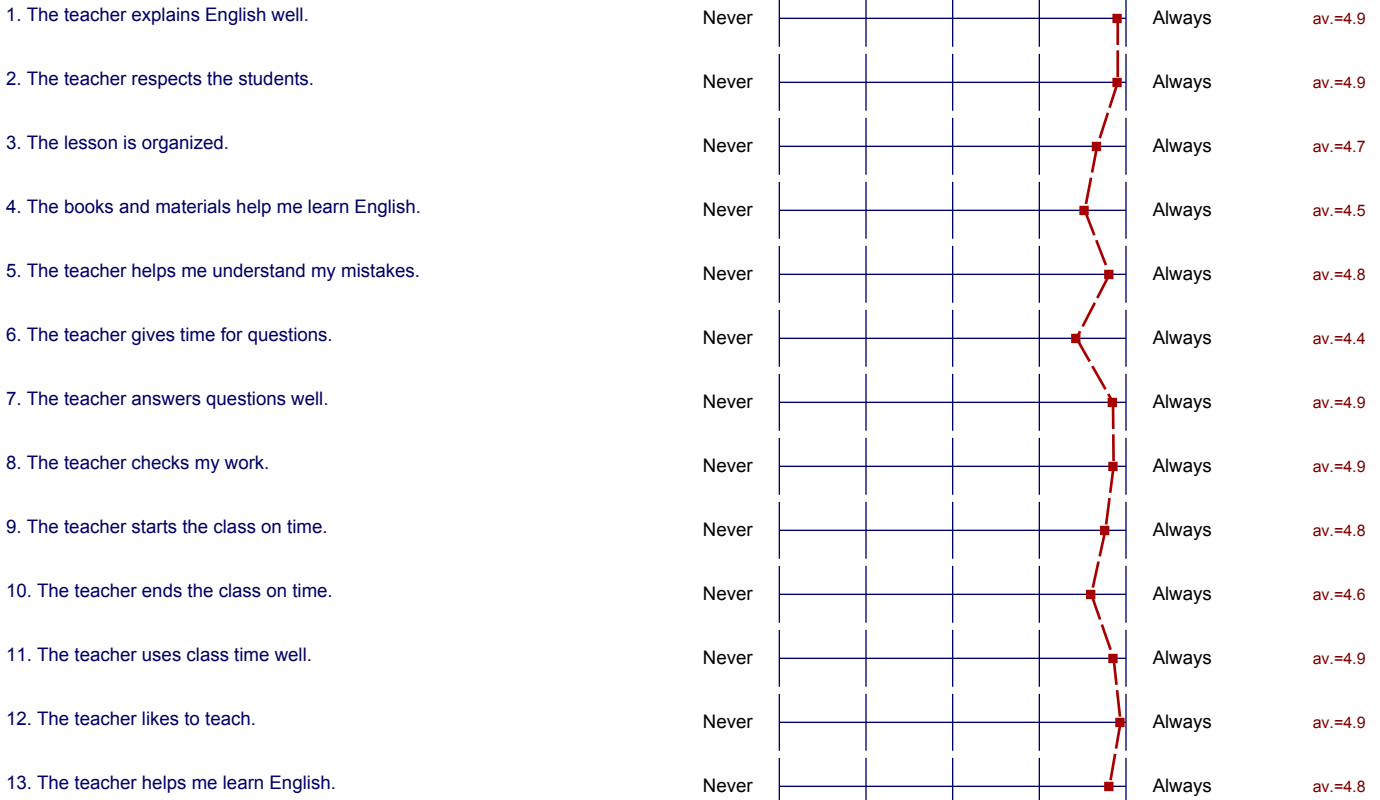 1. The teacher explains English well. Never Always av.=4.9
2. The teacher respects the students. Never Always av.=4.9
3. The lesson is organized. Never Always av.=4.7
4. The books and materials help me learn English. Never Always av.=4.5
5. The teacher helps me understand my mistakes. Never Always av.=4.8
6. The teacher gives time for questions. Never Always av.=4.4
7. The teacher answers questions well. Never Always av.=4.9
8. The teacher checks my work. Never Always av.=4.9
9. The teacher starts the class on time. Never Always av.=4.8
10. The teacher ends the class on time. Never Always av.=4.6
11. The teacher uses class time well. Never Always av.=4.9
12. The teacher likes to teach. Never Always av.=4.9
13. The teacher helps me learn English. Never Always av.=4.8